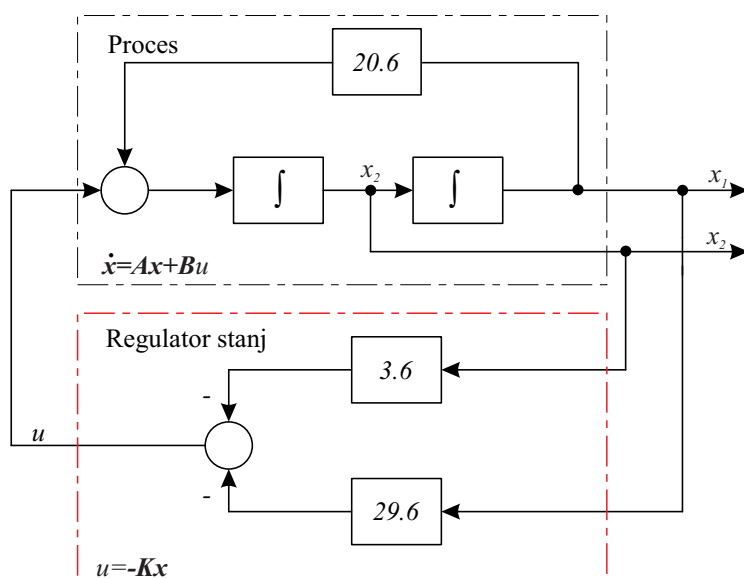 Proces
20.6
∫
x₂
∫
x₁
x₂
ẋ=Ax+Bu
Regulator stanj
3.6
-
u
-
29.6
u=-Kx